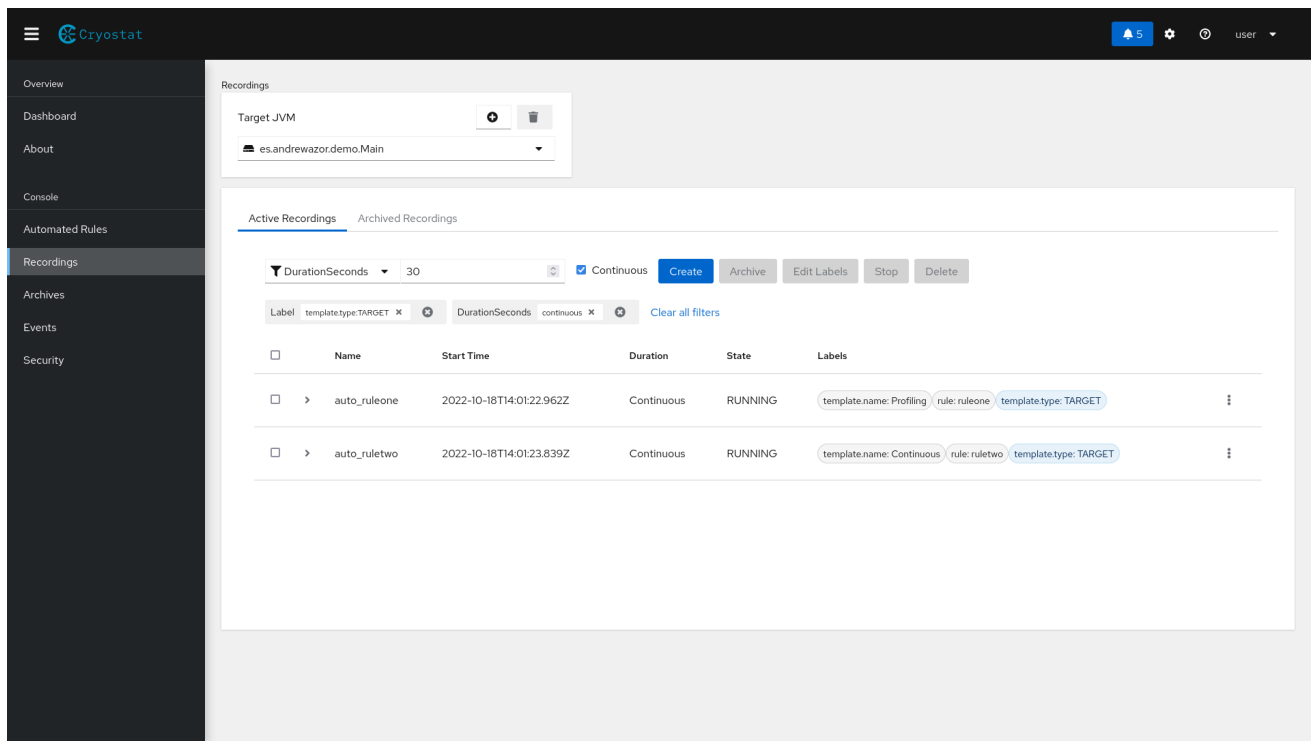 Cryostat
5
user
Overview
Dashboard
About
Console
Automated Rules
Recordings
Archives
Events
Security
Recordings
Target JVM
es.andrewazor.demo.Main
Active Recordings Archived Recordings
DurationSeconds 30 Continuous Create Archive Edit Labels Stop Delete
Label template.type:TARGET DurationSeconds continuous Clear all filters
Name Start Time Duration State Labels
auto_ruleone 2022-10-18T14:01:22.962Z Continuous RUNNING template.name: Profiling rule: ruleone template.type: TARGET
auto_ruletwo 2022-10-18T14:01:23.839Z Continuous RUNNING template.name: Continuous rule: ruletwo template.type: TARGET